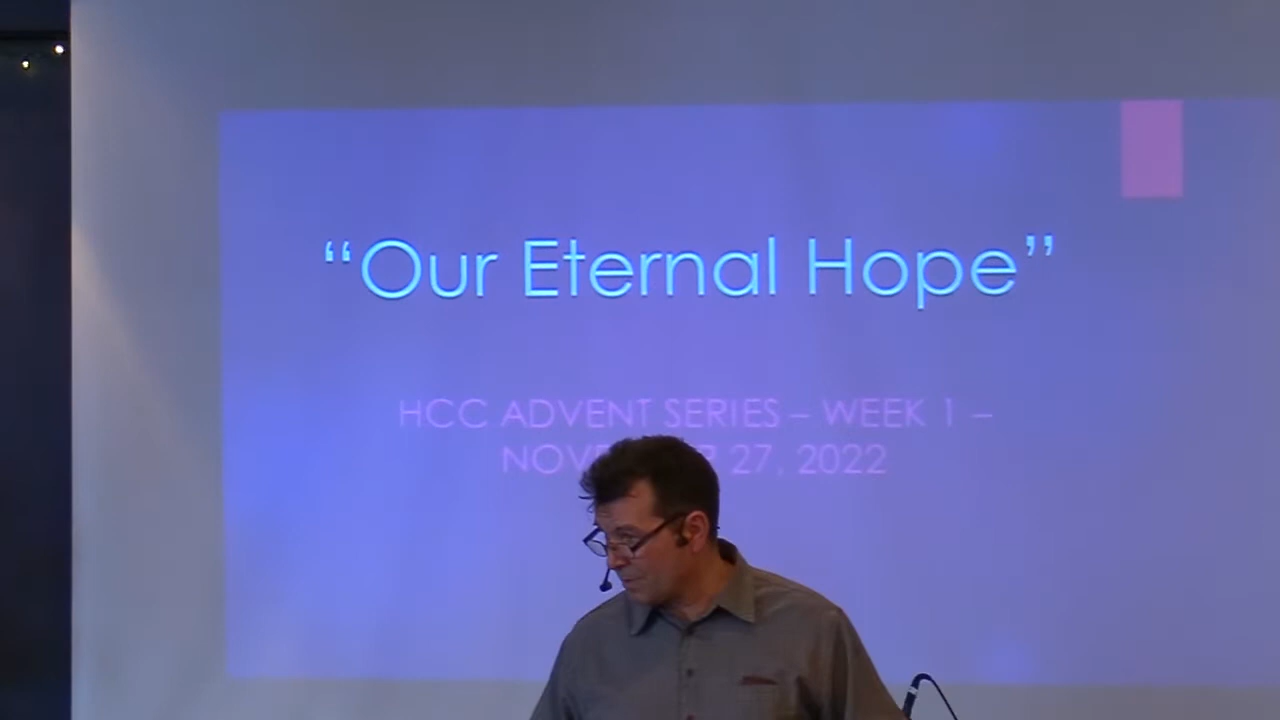 “Our Eternal Hope”
HCC ADVENT SERIES – WEEK 1 –
27, 2022